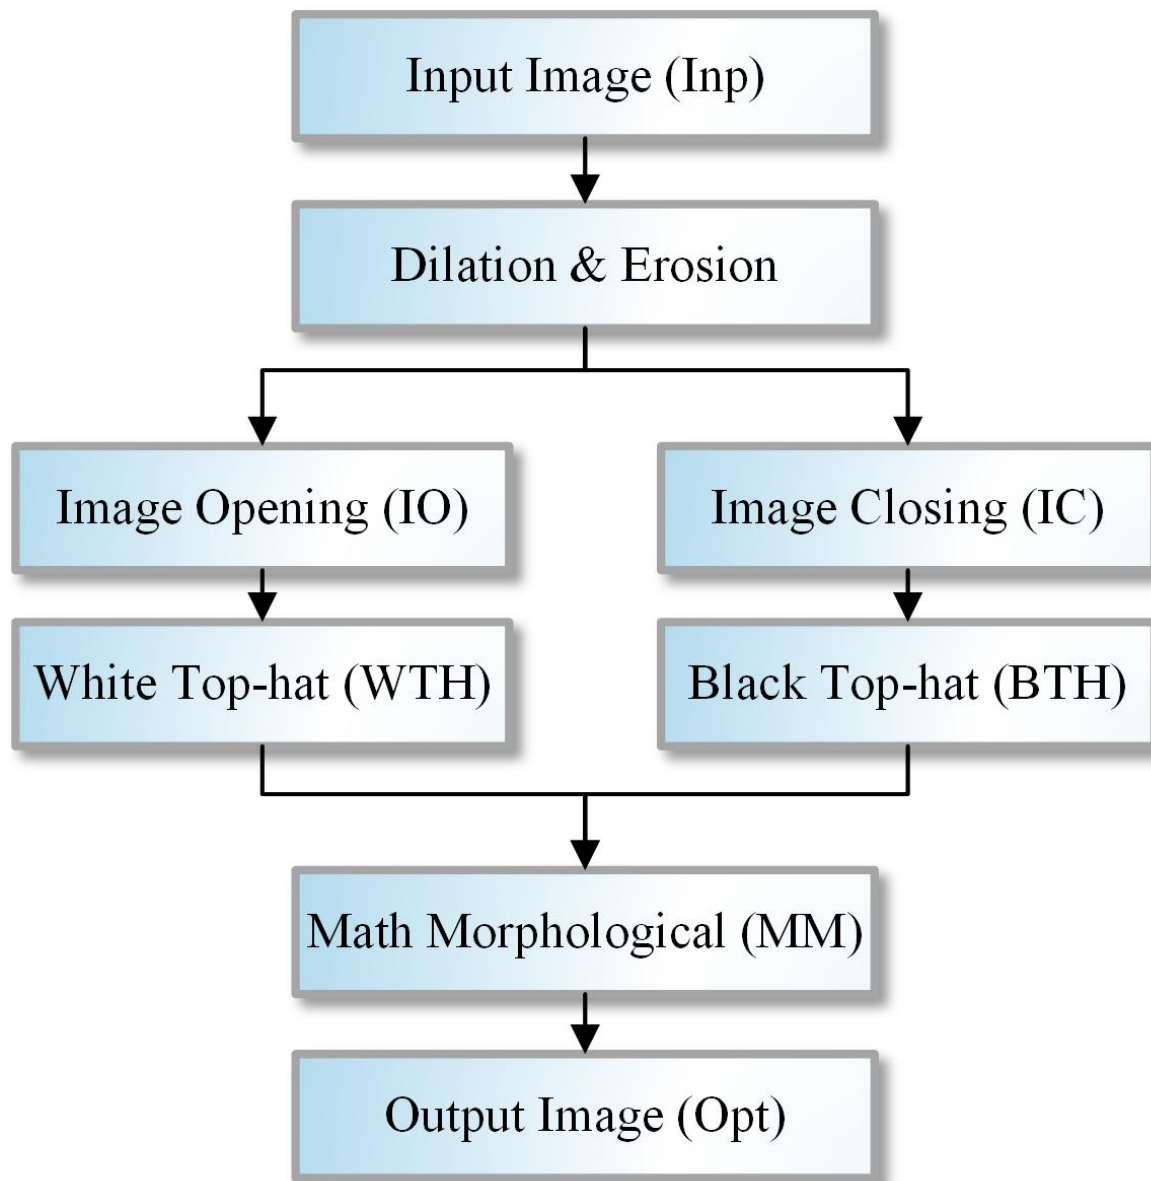 Input Image (Inp)
Dilation & Erosion
Image Opening (IO)
Image Closing (IC)
White Top-hat (WTH)
Black Top-hat (BTH)
Math Morphological (MM)
Output Image (Opt)